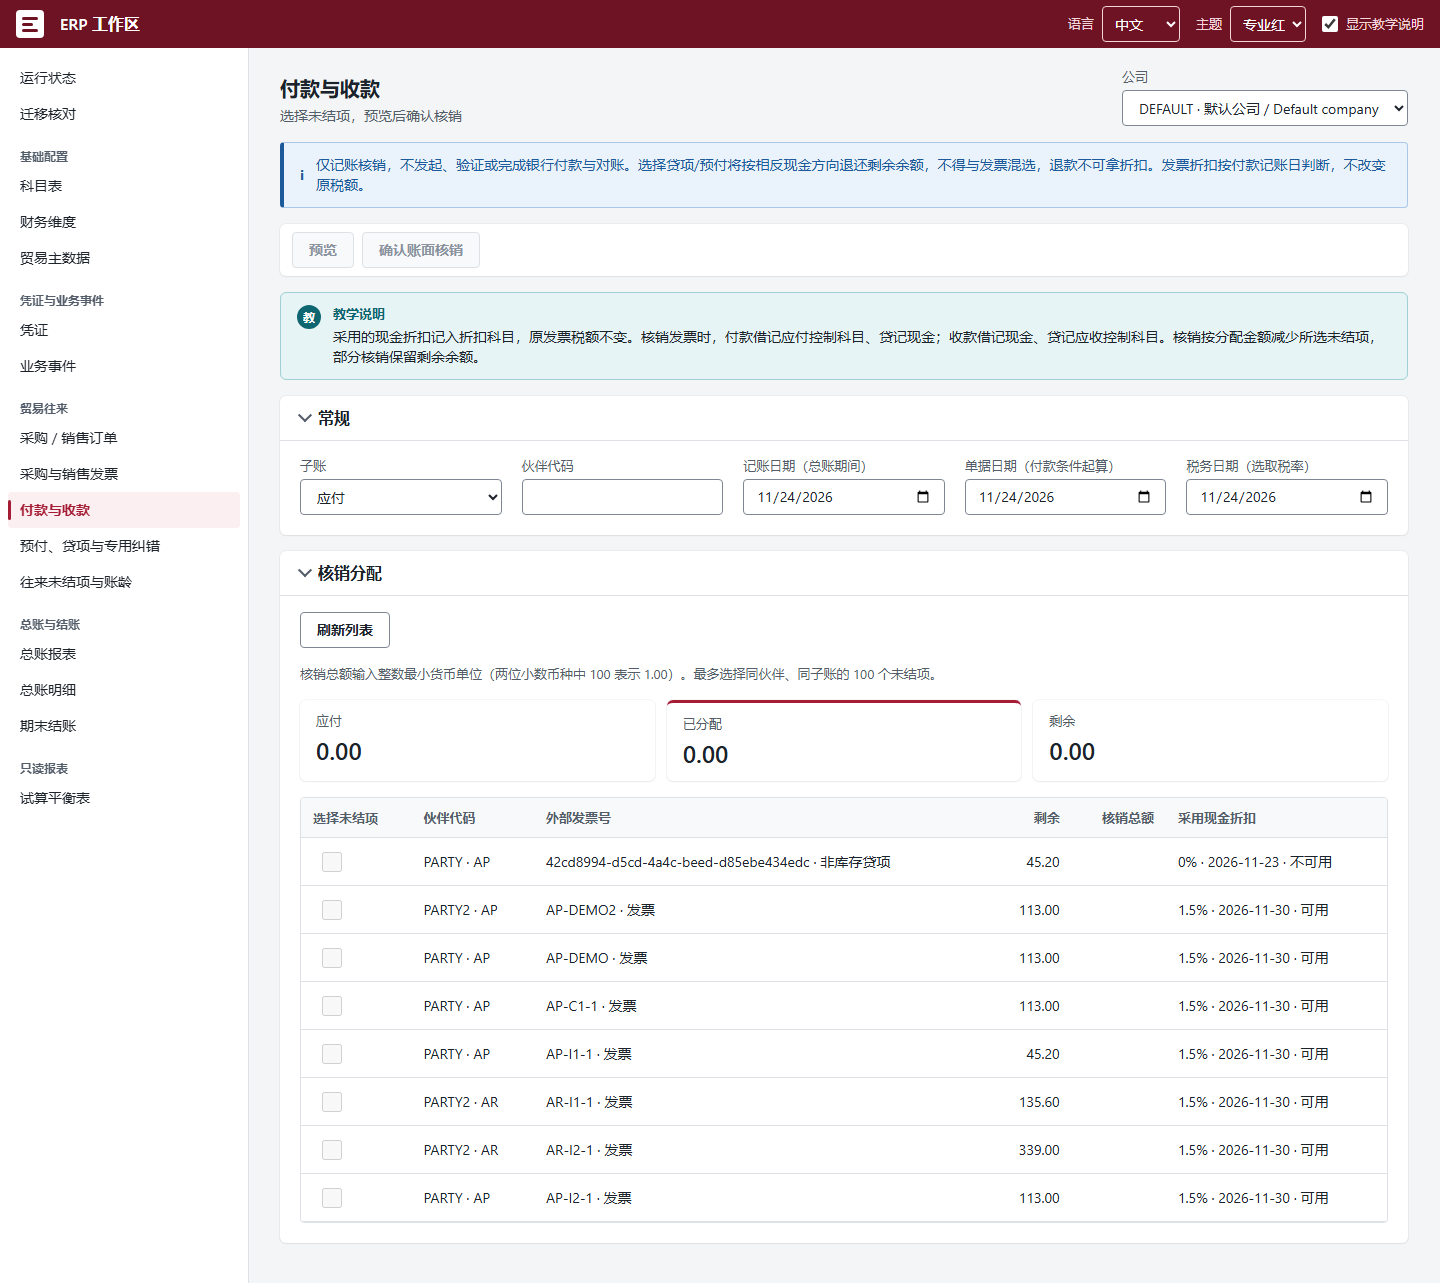 ERP 工作区
语言 中文 主题 专业红 显示教学说明
运行状态
迁移核对
基础配置
科目表
财务维度
贸易主数据
凭证与业务事件
凭证
业务事件
贸易往来
采购 / 销售订单
采购与销售发票
付款与收款
预付、贷项与专用纠错
往来未结项与账龄
总账与结账
总账报表
总账明细
期末结账
只读报表
试算平衡表
付款与收款
选择未结项，预览后确认核销
公司
DEFAULT · 默认公司 / Default company
仅记账核销，不发起、验证或完成银行付款与对账。选择贷项/预付将按相反现金方向退还剩余余额，不得与发票混选，退款不可拿折扣。发票折扣按付款记账日判断，不改变
原税额。
预览 确认账面核销
教 教学说明
采用的现金折扣记入折扣科目，原发票税额不变。核销发票时，付款借记应付控制科目、贷记现金；收款借记现金、贷记应收控制科目。核销按分配金额减少所选未结项，
部分核销保留剩余余额。
常规
子账 伙伴代码 记账日期（总账期间） 单据日期（付款条件起算） 税务日期（选取税率）
应付 11/24/2026 11/24/2026 11/24/2026
核销分配
刷新列表
核销总额输入整数最小货币单位（两位小数币种中 100 表示 1.00）。最多选择同伙伴、同子账的 100 个未结项。
应付 已分配 剩余
0.00 0.00 0.00
选择未结项 伙伴代码 外部发票号 剩余 核销总额 采用现金折扣
PARTY · AP 42cd8994-d5cd-4a4c-beed-d85ebe434edc · 非库存贷项 45.20 0% · 2026-11-23 · 不可用
PARTY2 · AP AP-DEMO2 · 发票 113.00 1.5% · 2026-11-30 · 可用
PARTY · AP AP-DEMO · 发票 113.00 1.5% · 2026-11-30 · 可用
PARTY · AP AP-C1-1 · 发票 113.00 1.5% · 2026-11-30 · 可用
PARTY · AP AP-I1-1 · 发票 45.20 1.5% · 2026-11-30 · 可用
PARTY2 · AR AR-I1-1 · 发票 135.60 1.5% · 2026-11-30 · 可用
PARTY2 · AR AR-I2-1 · 发票 339.00 1.5% · 2026-11-30 · 可用
PARTY · AP AP-I2-1 · 发票 113.00 1.5% · 2026-11-30 · 可用